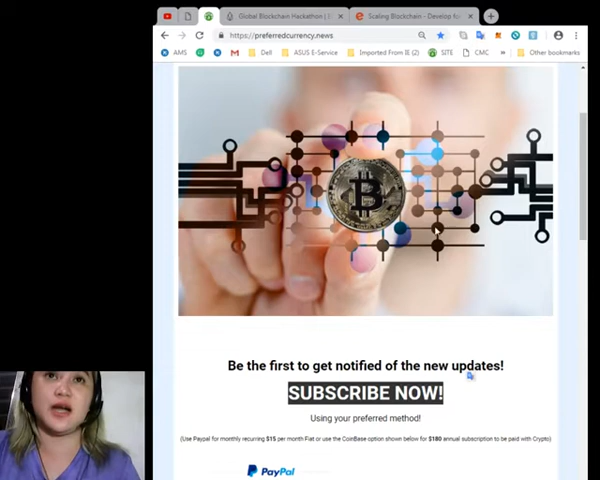 Global Blockchain Hackathon |
Scaling Blockchain - Develop fo
https://preferredcurrency.news
AMS
Dell
ASUS E-Service
Imported From IE (2)
SITE
CMC
Other bookmarks
B
Be the first to get notified of the new updates!
SUBSCRIBE NOW!
Using your preferred method!
(Use Paypal for monthly recurring $15 per month Fiat or use the CoinBase option shown below for $180 annual subscription to be paid with Crypto)
PayPal